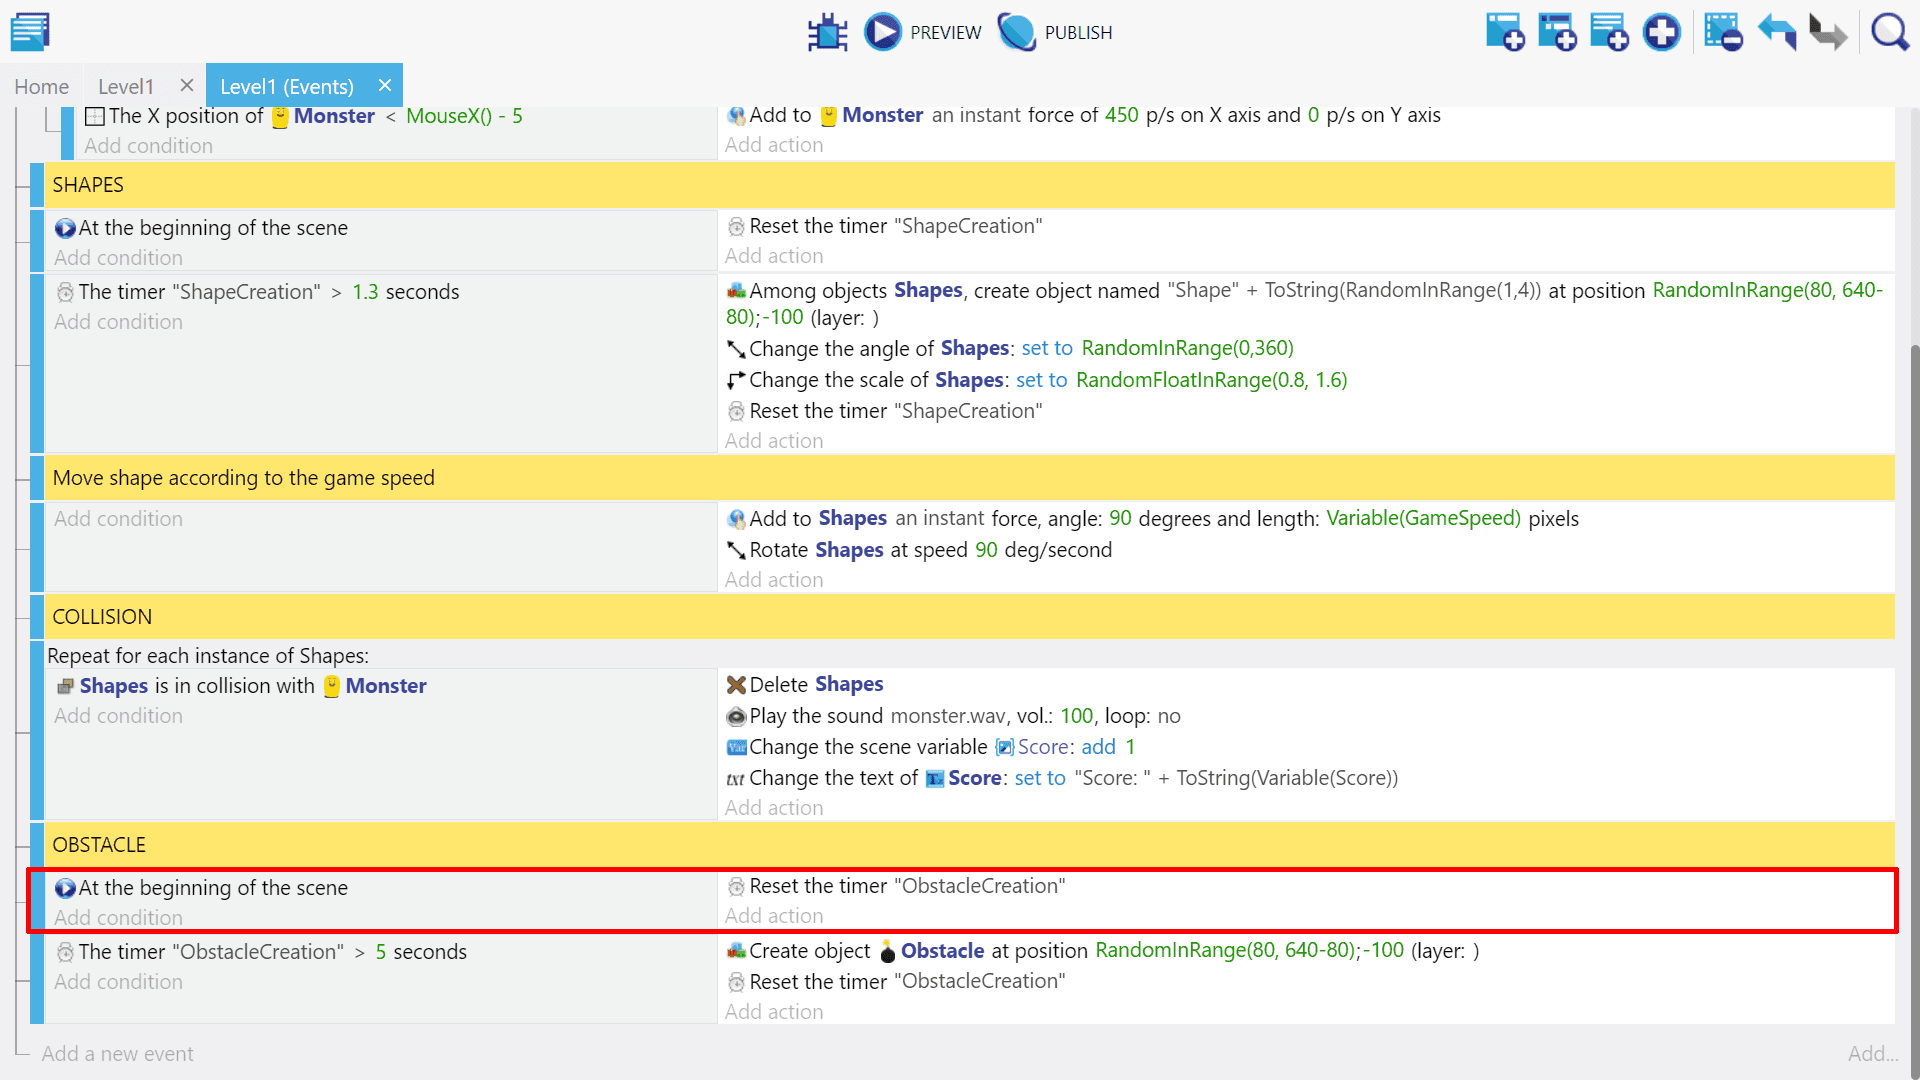 PREVIEW PUBLISH
Home Level1 Level1 (Events)
The X position of Monster < MouseX() - 5
Add condition
Add to Monster an instant force of 450 p/s on X axis and 0 p/s on Y axis
Add action
SHAPES
At the beginning of the scene
Add condition
Reset the timer "ShapeCreation"
Add action
The timer "ShapeCreation" > 1.3 seconds
Add condition
Among objects Shapes, create object named "Shape" + ToString(RandomInRange(1,4)) at position RandomInRange(80, 640-
80);-100 (layer: )
Change the angle of Shapes: set to RandomInRange(0,360)
Change the scale of Shapes: set to RandomFloatInRange(0.8, 1.6)
Reset the timer "ShapeCreation"
Add action
Move shape according to the game speed
Add condition
Add to Shapes an instant force, angle: 90 degrees and length: Variable(GameSpeed) pixels
Rotate Shapes at speed 90 deg/second
Add action
COLLISION
Repeat for each instance of Shapes:
Shapes is in collision with Monster
Add condition
Delete Shapes
Play the sound monster.wav, vol.: 100, loop: no
Var Change the scene variable Score: add 1
txt Change the text of Score: set to "Score: " + ToString(Variable(Score))
Add action
OBSTACLE
At the beginning of the scene
Add condition
Reset the timer "ObstacleCreation"
Add action
The timer "ObstacleCreation" > 5 seconds
Add condition
Create object Obstacle at position RandomInRange(80, 640-80);-100 (layer: )
Reset the timer "ObstacleCreation"
Add action
Add a new event
Add...